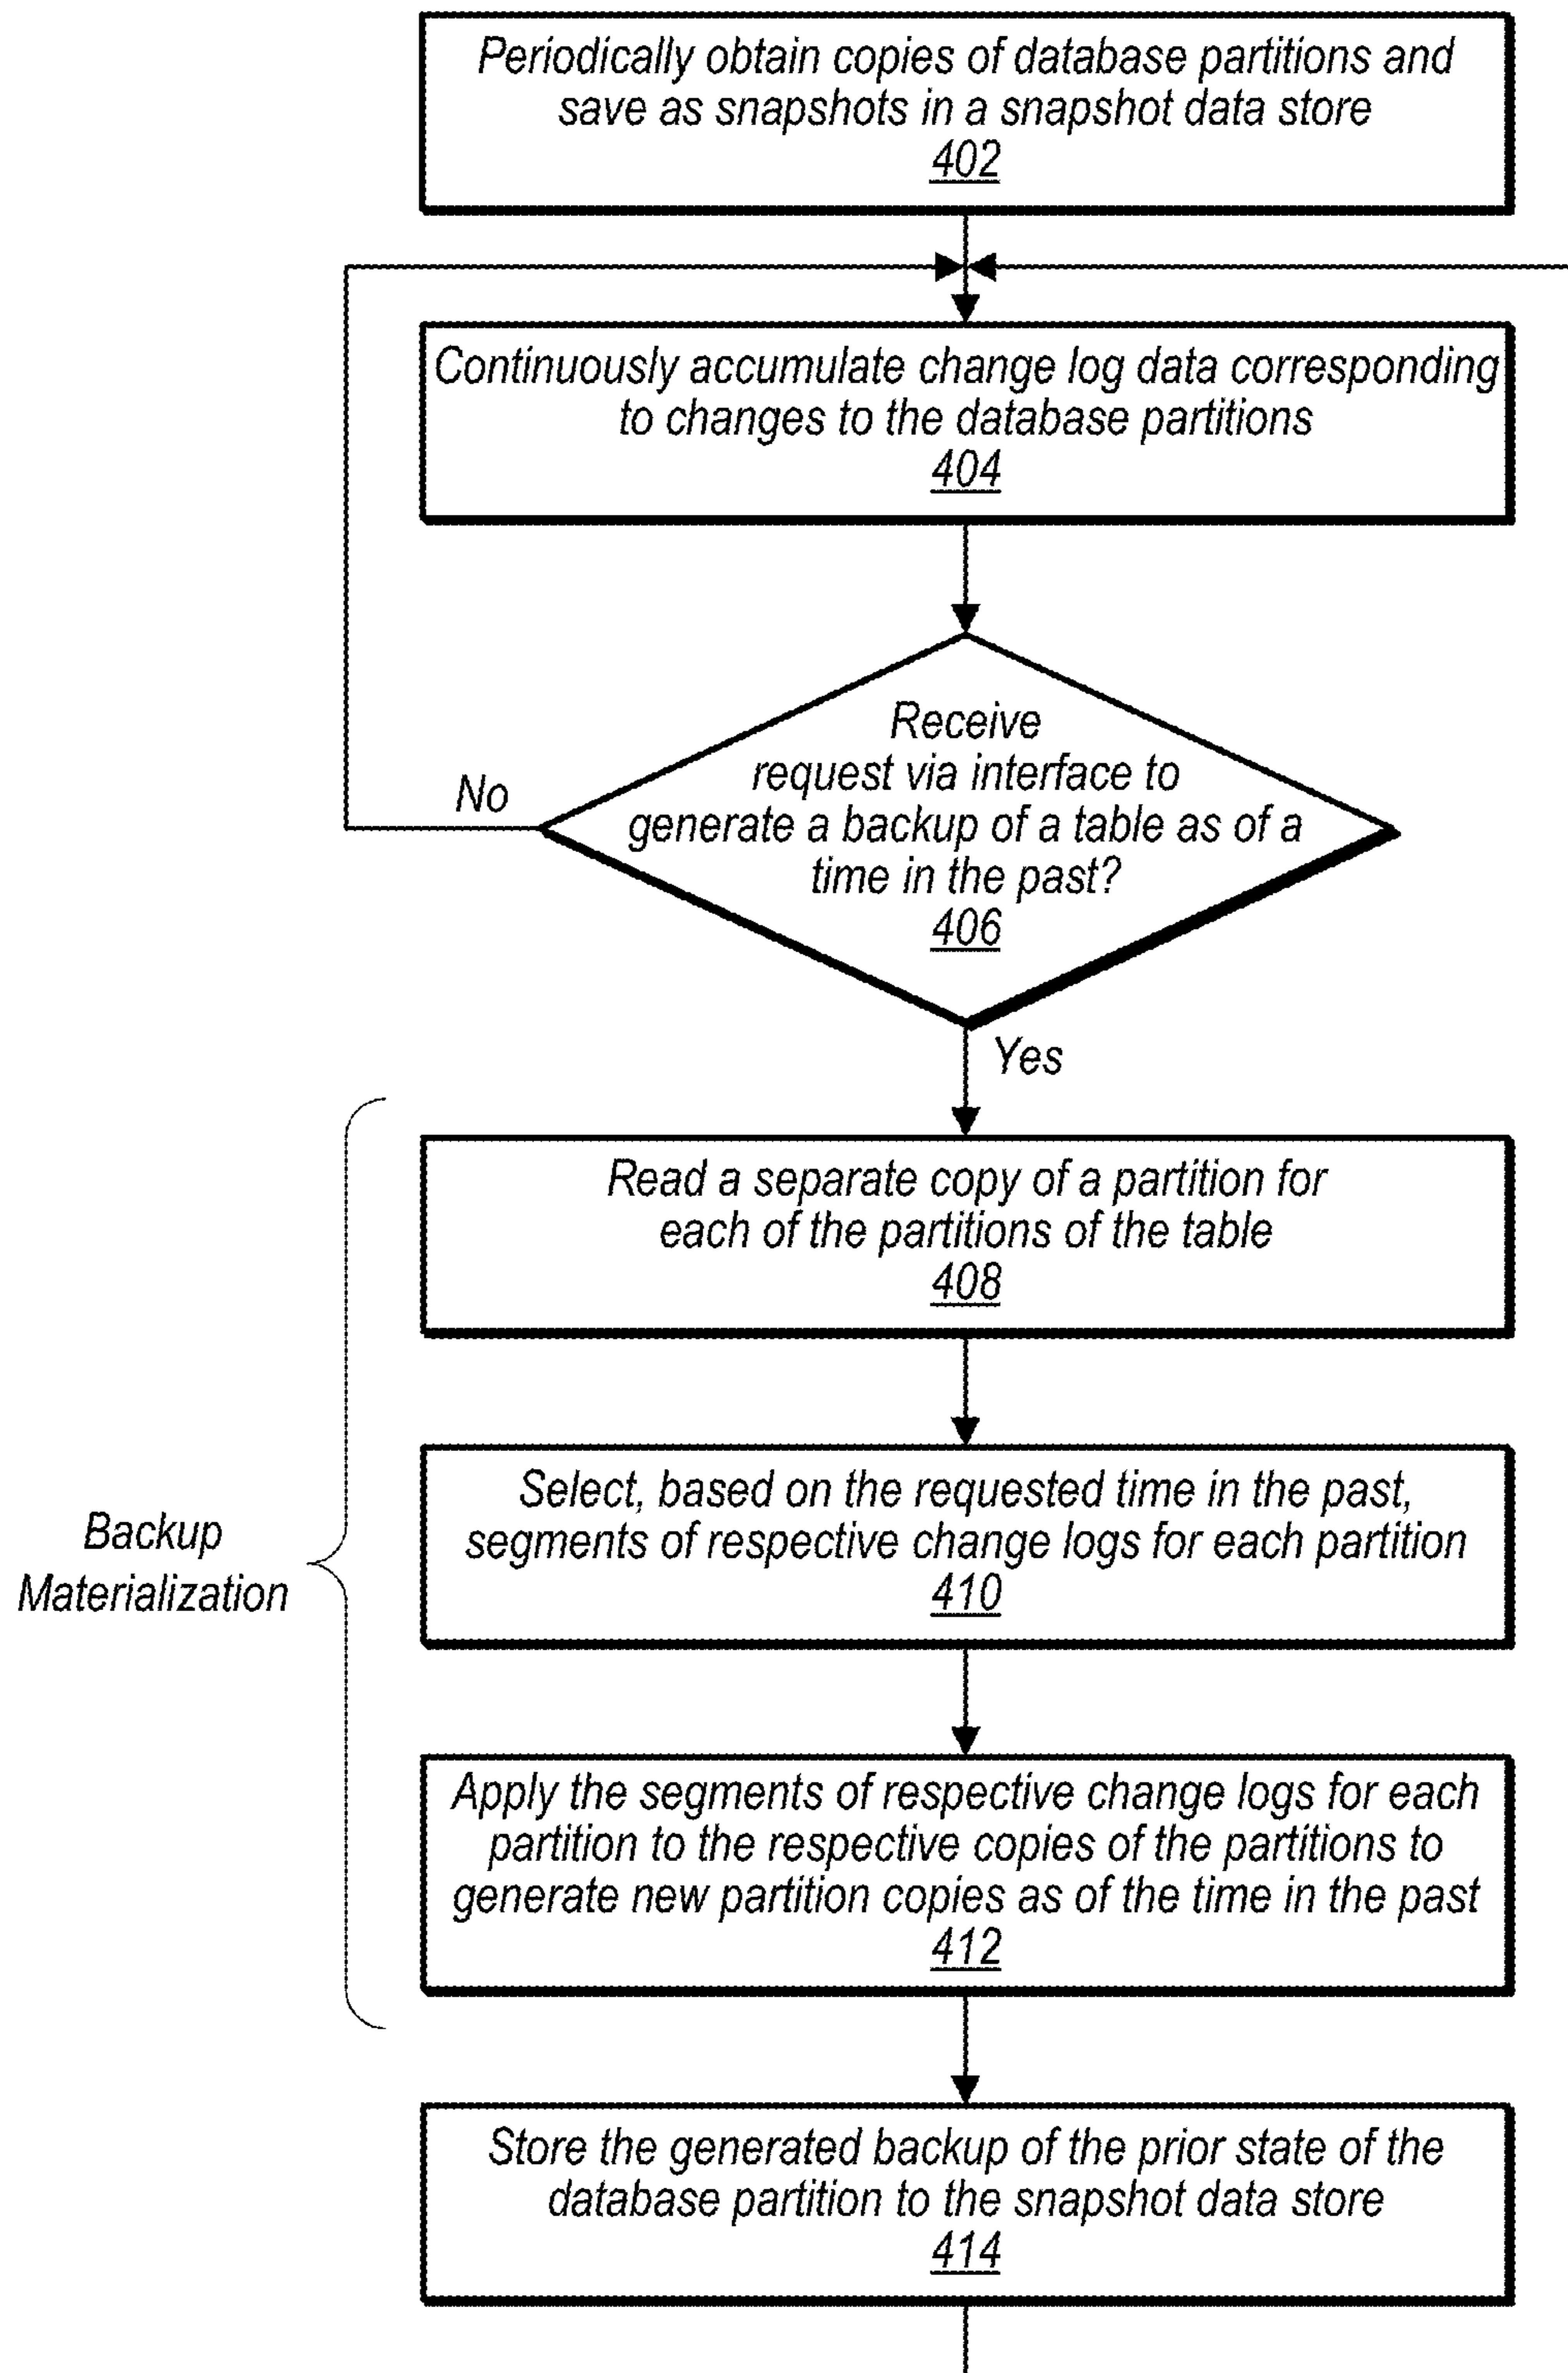 Periodically obtain copies of database partitions and
save as snapshots in a snapshot data store
402
Continuously accumulate change log data corresponding
to changes to the database partitions
404
Receive
request via interface to
generate a backup of a table as of a
time in the past?
406
No
Yes
Read a separate copy of a partition for
each of the partitions of the table
408
Select, based on the requested time in the past,
segments of respective change logs for each partition
410
Backup
Materialization
Apply the segments of respective change logs for each
partition to the respective copies of the partitions to
generate new partition copies as of the time in the past
412
Store the generated backup of the prior state of the
database partition to the snapshot data store
414